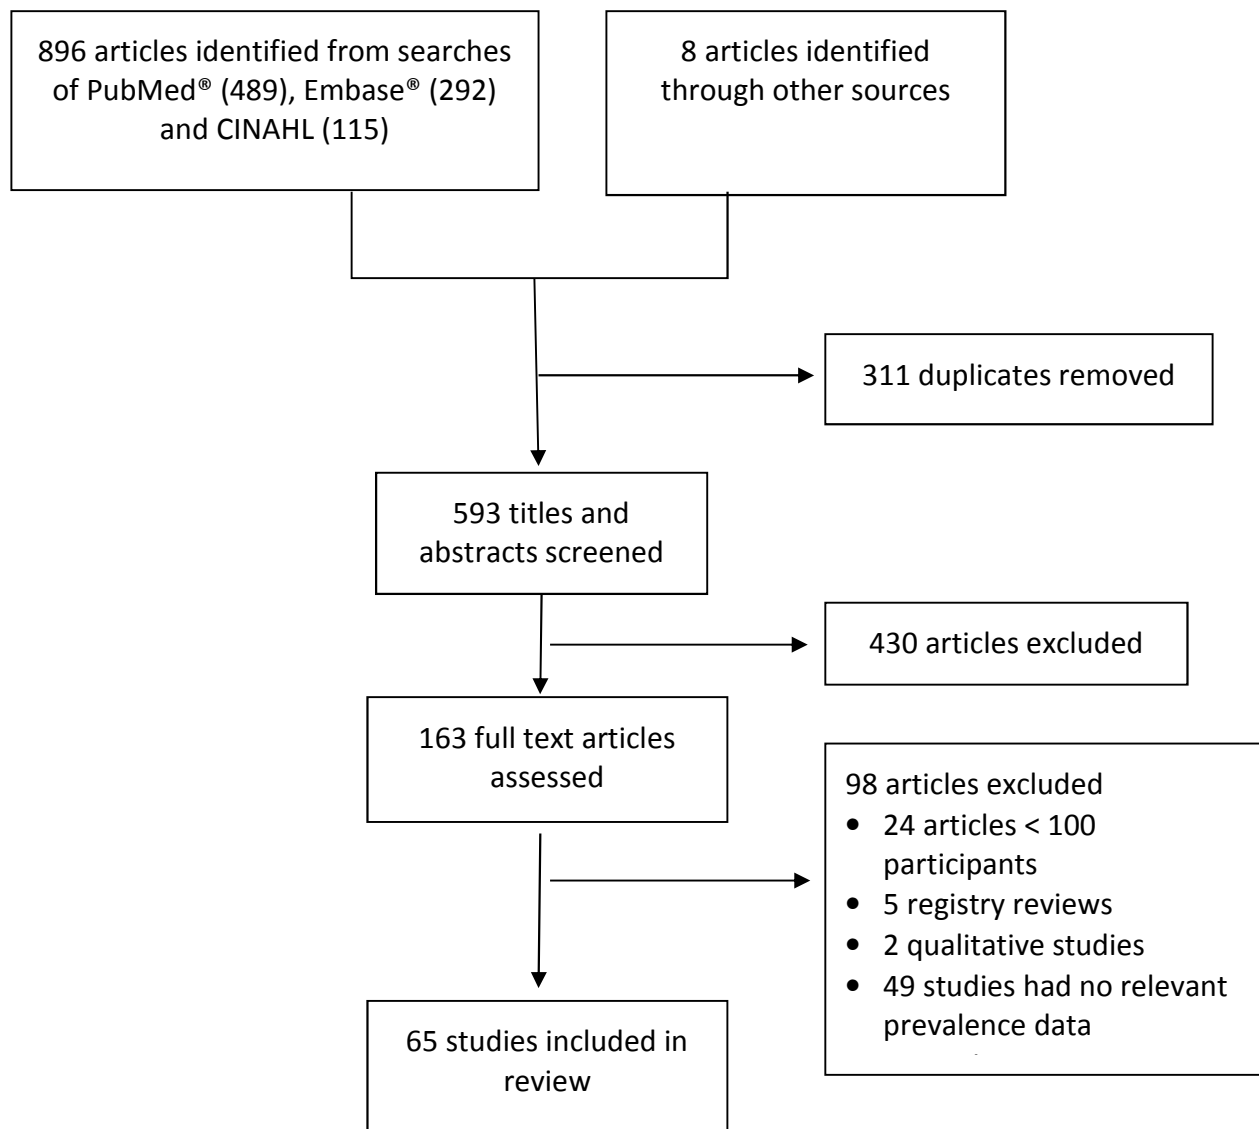 896 articles identified from searches
of PubMed® (489), Embase® (292)
and CINAHL (115)
8 articles identified
through other sources
311 duplicates removed
593 titles and
abstracts screened
430 articles excluded
163 full text articles
assessed
98 articles excluded
• 24 articles < 100
participants
• 5 registry reviews
• 2 qualitative studies
• 49 studies had no relevant
prevalence data
65 studies included in
review